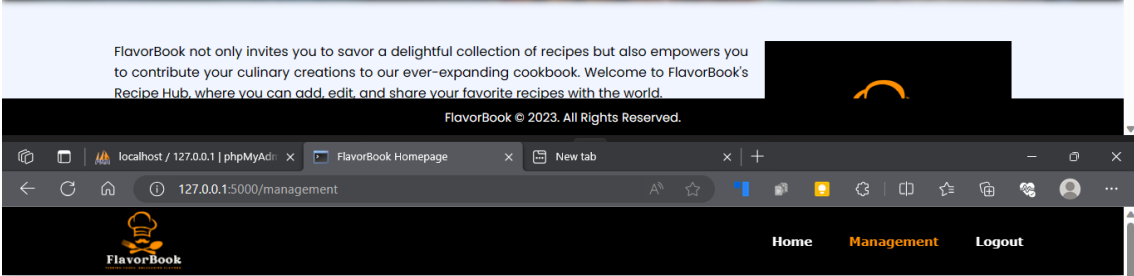 FlavorBook not only invites you to savor a delightful collection of recipes but also empowers you
to contribute your culinary creations to our ever-expanding cookbook. Welcome to FlavorBook's
Recipe Hub, where you can add, edit, and share your favorite recipes with the world.
FlavorBook © 2023. All Rights Reserved.
localhost / 127.0.0.1 | phpMyAdn
FlavorBook Homepage
New tab
127.0.0.1:5000/management
FlavorBook
Home Management Logout